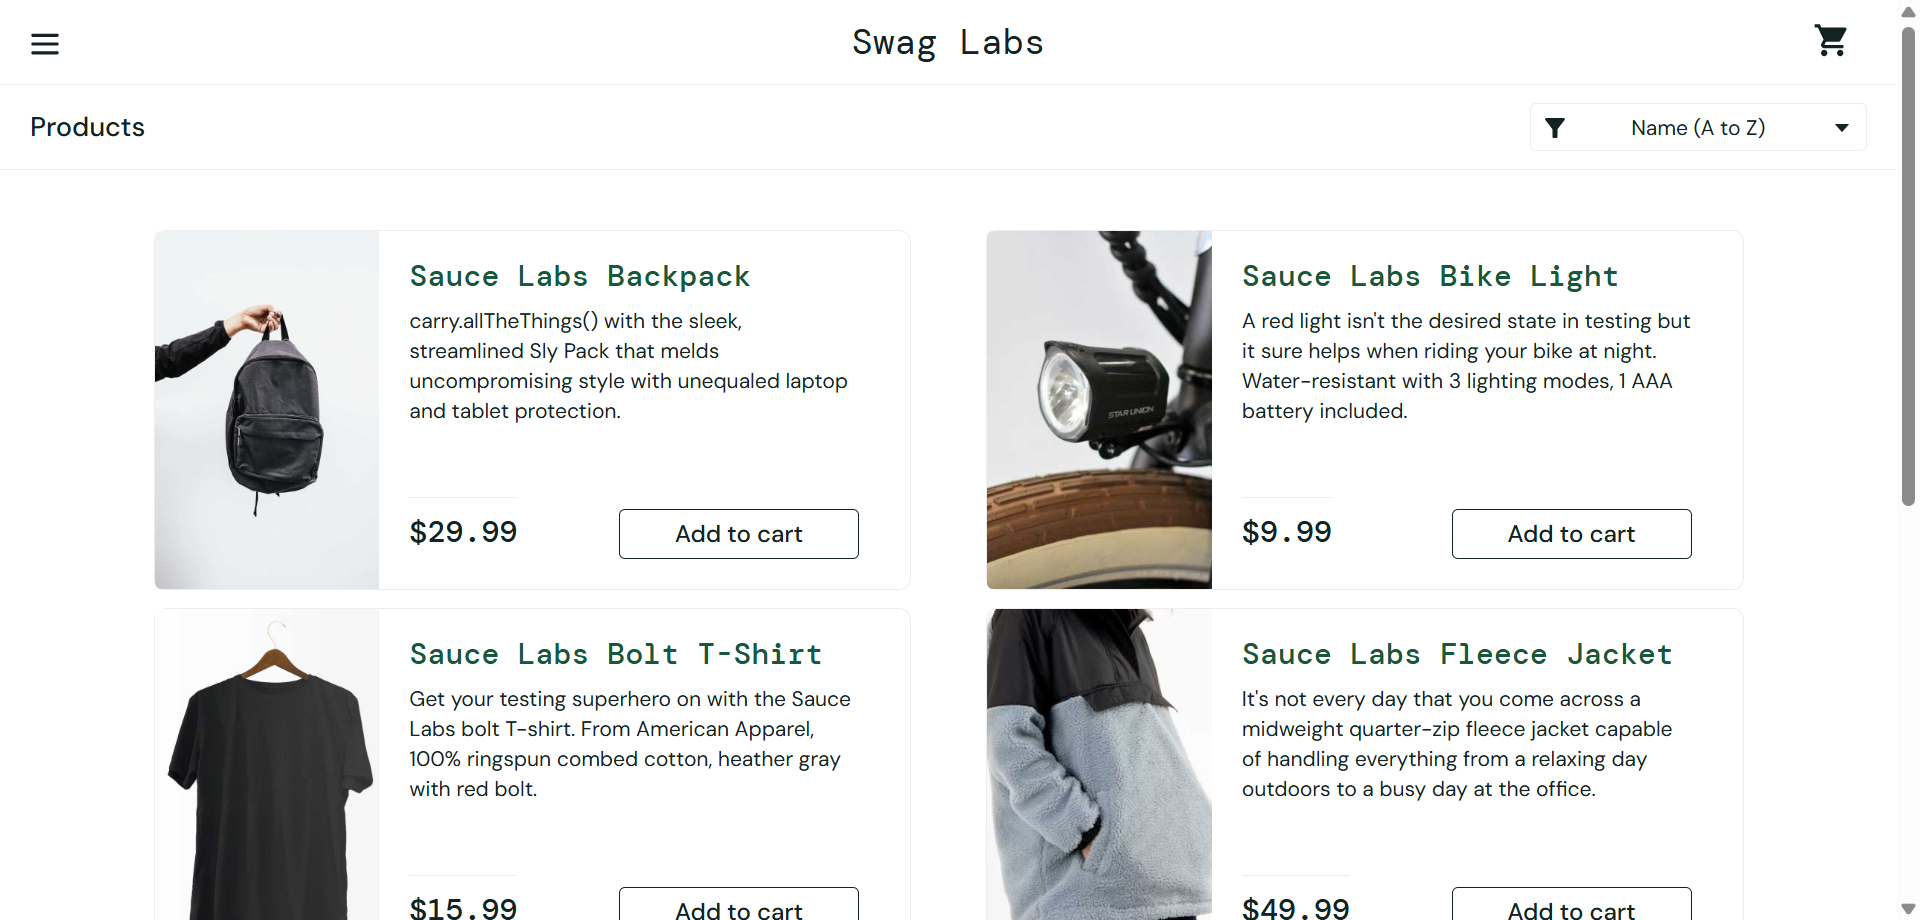 Swag Labs
Products
Name (A to Z)
Sauce Labs Backpack
carry.allTheThings() with the sleek,
streamlined Sly Pack that melds
uncompromising style with unequaled laptop
and tablet protection.
$29.99
Add to cart
Sauce Labs Bike Light
A red light isn't the desired state in testing but
it sure helps when riding your bike at night.
Water-resistant with 3 lighting modes, 1 AAA
battery included.
STAR UNION
$9.99
Add to cart
Sauce Labs Bolt T-Shirt
Get your testing superhero on with the Sauce
Labs bolt T-shirt. From American Apparel,
100% ringspun combed cotton, heather gray
with red bolt.
$15.99
Add to cart
Sauce Labs Fleece Jacket
It's not every day that you come across a
midweight quarter-zip fleece jacket capable
of handling everything from a relaxing day
outdoors to a busy day at the office.
$49.99
Add to cart